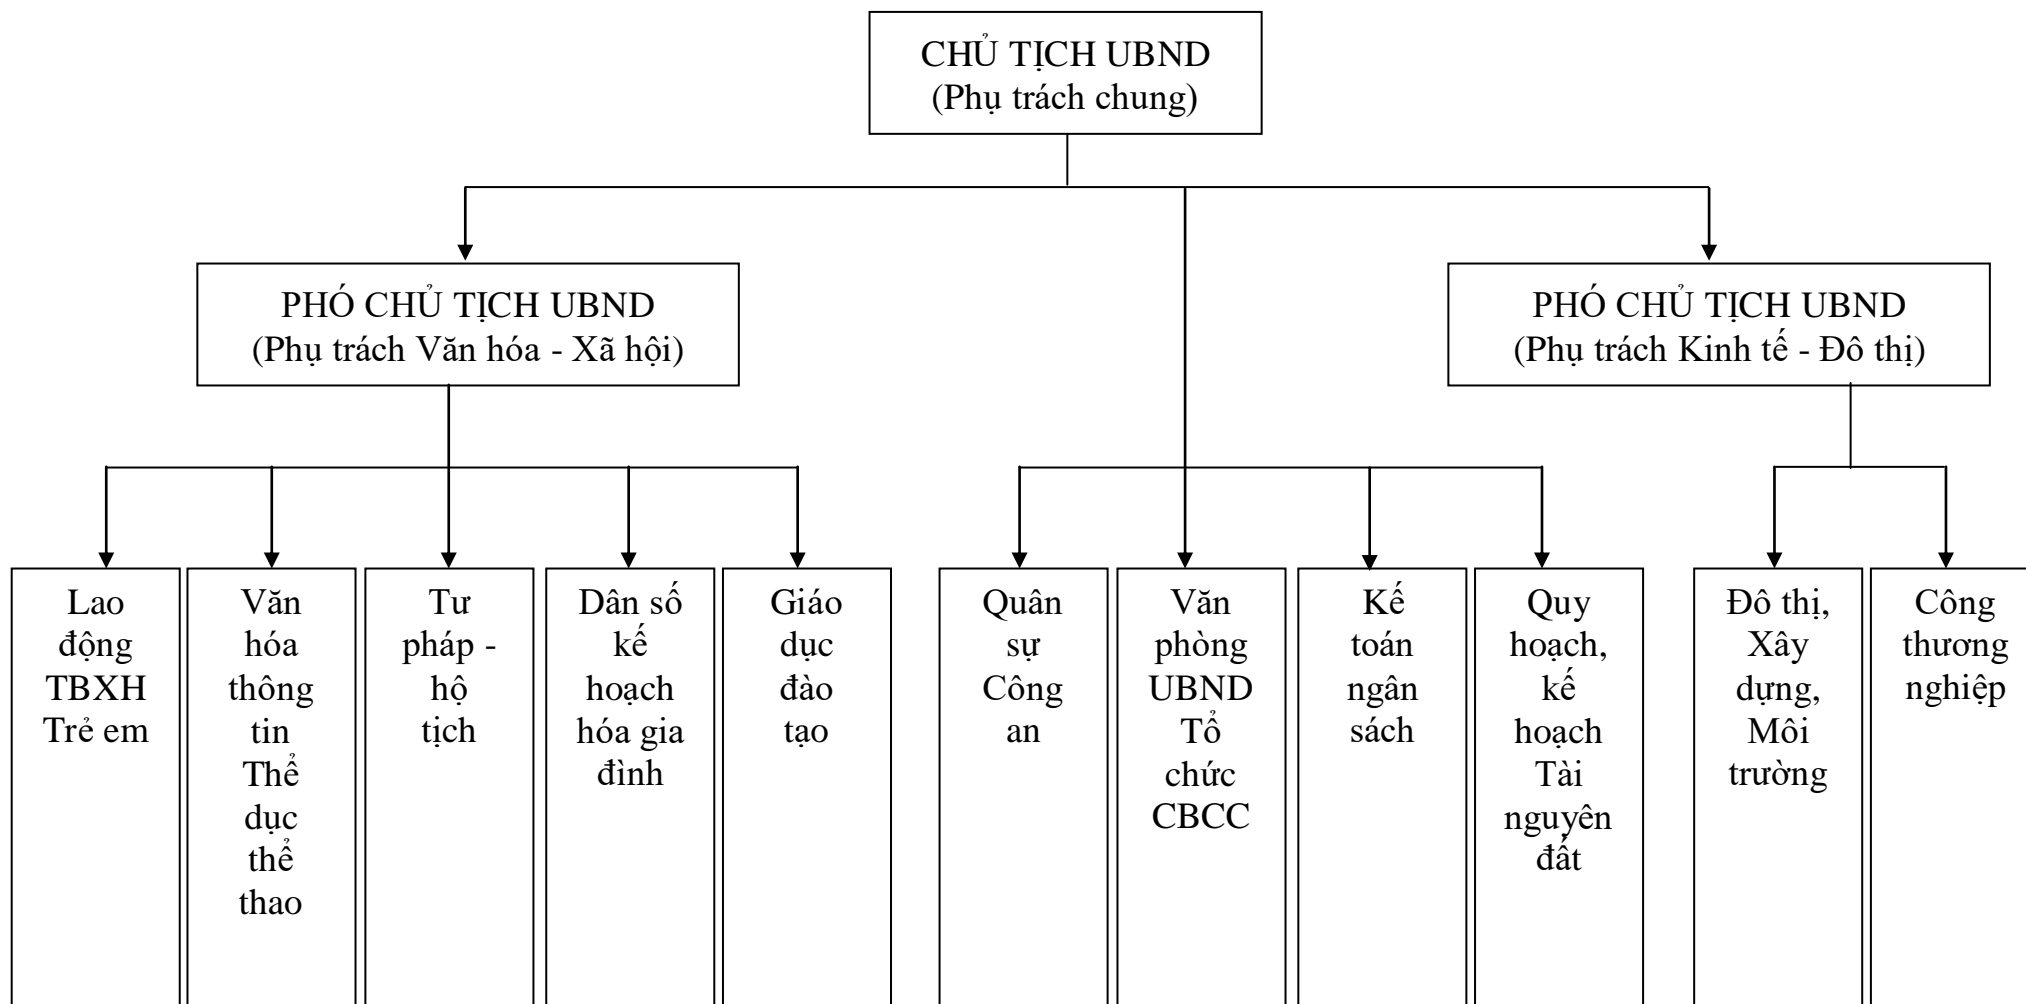 CHỦ TỊCH UBND
(Phụ trách chung)
PHÓ CHỦ TỊCH UBND
(Phụ trách Văn hóa - Xã hội)
PHÓ CHỦ TỊCH UBND
(Phụ trách Kinh tế - Đô thị)
Lao
động
TBXH
Trẻ em
Văn
hóa
thông
tin
Thể
dục
thể
thao
Tư
pháp -
hộ
tịch
Dân số
kế
hoạch
hóa gia
đình
Giáo
dục
đào
tạo
Quân
sự
Công
an
Văn
phòng
UBND
Tổ
chức
CBCC
Kế
toán
ngân
sách
Quy
hoạch,
kế
hoạch
Tài
nguyên
đất
Đô thị,
Xây
dựng,
Môi
trường
Công
thương
nghiệp